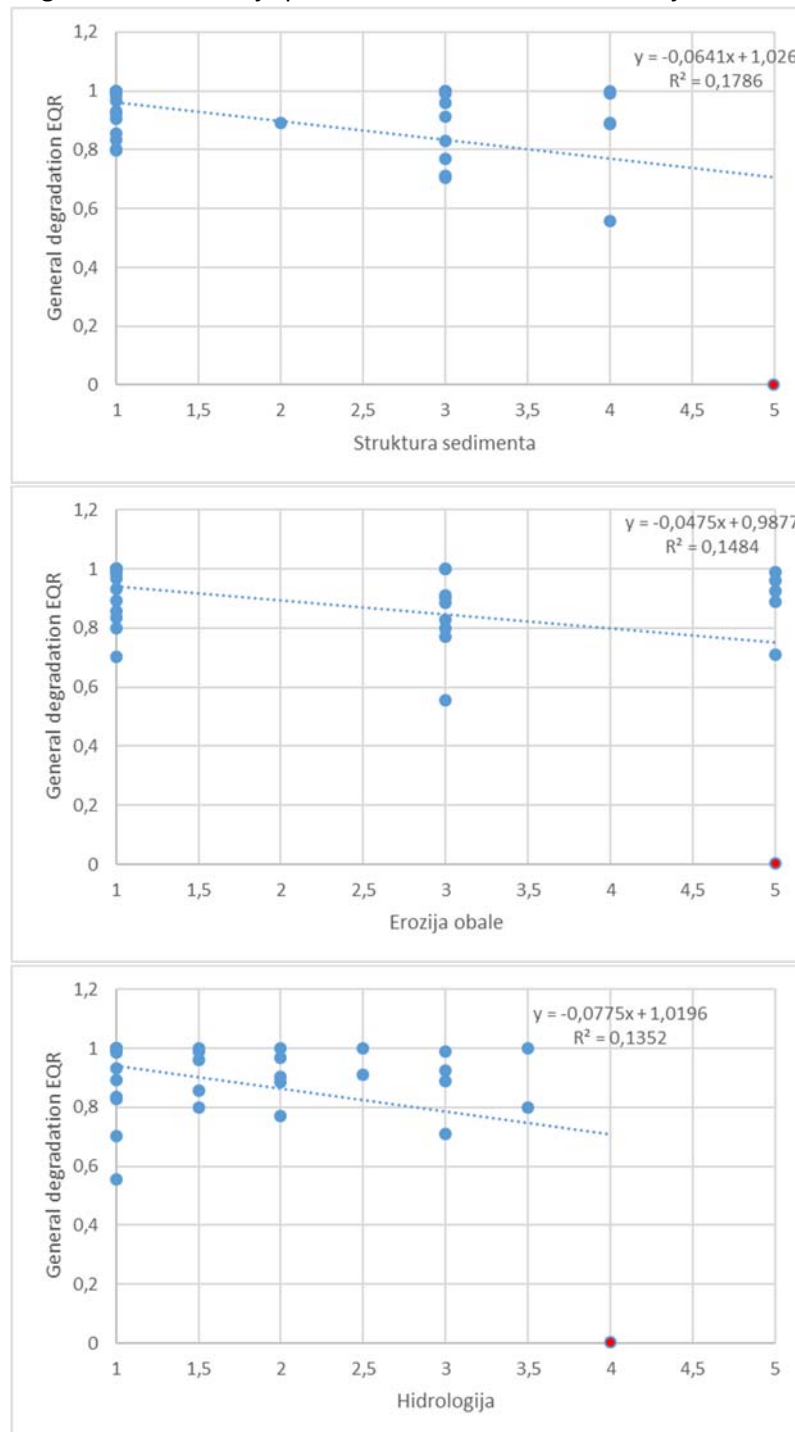 1,2
y = -0,0641x + 1,026
R² = 0,1786
1
0,8
0,6
0,4
0,2
0
General degradation EQR
1 1,5 2 2,5 3 3,5 4 4,5 5
Struktura sedimenta
1,2
y = -0,0475x + 0,9877
R² = 0,1484
1
0,8
0,6
0,4
0,2
0
General degradation EQR
1 1,5 2 2,5 3 3,5 4 4,5 5
Erozija obale
1,2
y = -0,0775x + 1,0196
R² = 0,1352
1
0,8
0,6
0,4
0,2
0
General degradation EQR
1 1,5 2 2,5 3 3,5 4 4,5 5
Hidrologija